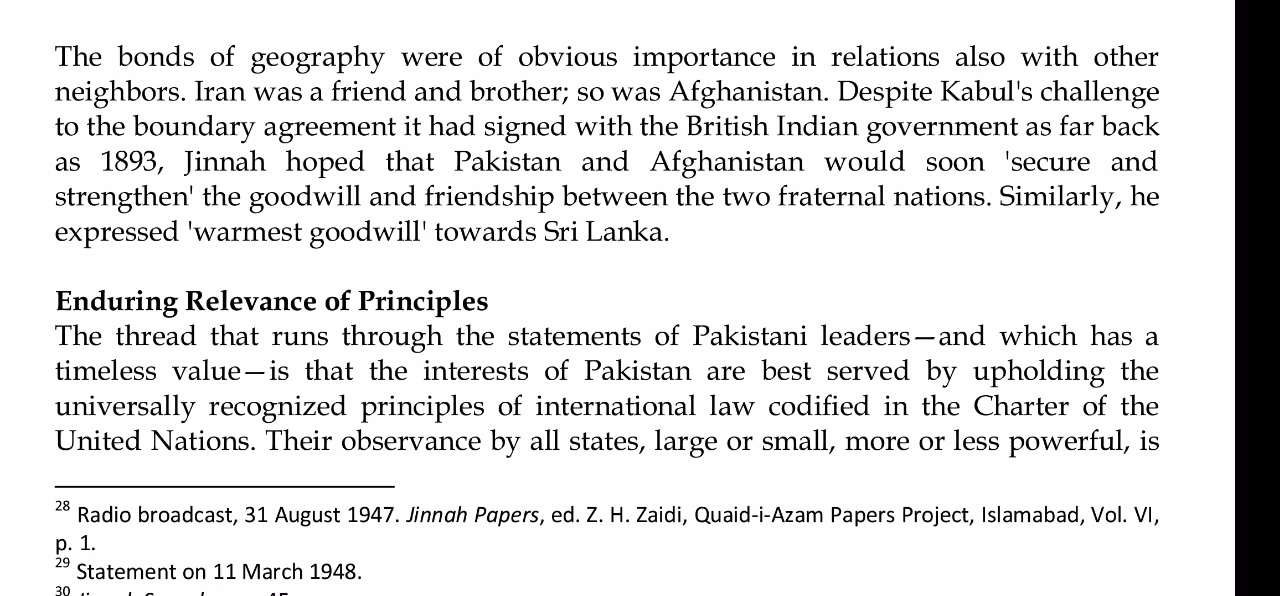 The bonds of geography were of obvious importance in relations also with other
neighbors. Iran was a friend and brother; so was Afghanistan. Despite Kabul's challenge
to the boundary agreement it had signed with the British Indian government as far back
as 1893, Jinnah hoped that Pakistan and Afghanistan would soon 'secure and
strengthen' the goodwill and friendship between the two fraternal nations. Similarly, he
expressed 'warmest goodwill' towards Sri Lanka.
Enduring Relevance of Principles
The thread that runs through the statements of Pakistani leaders—and which has a
timeless value—is that the interests of Pakistan are best served by upholding the
universally recognized principles of international law codified in the Charter of the
United Nations. Their observance by all states, large or small, more or less powerful, is
28 Radio broadcast, 31 August 1947. Jinnah Papers, ed. Z. H. Zaidi, Quaid-i-Azam Papers Project, Islamabad, Vol. VI,
p. 1.
29 Statement on 11 March 1948.
30